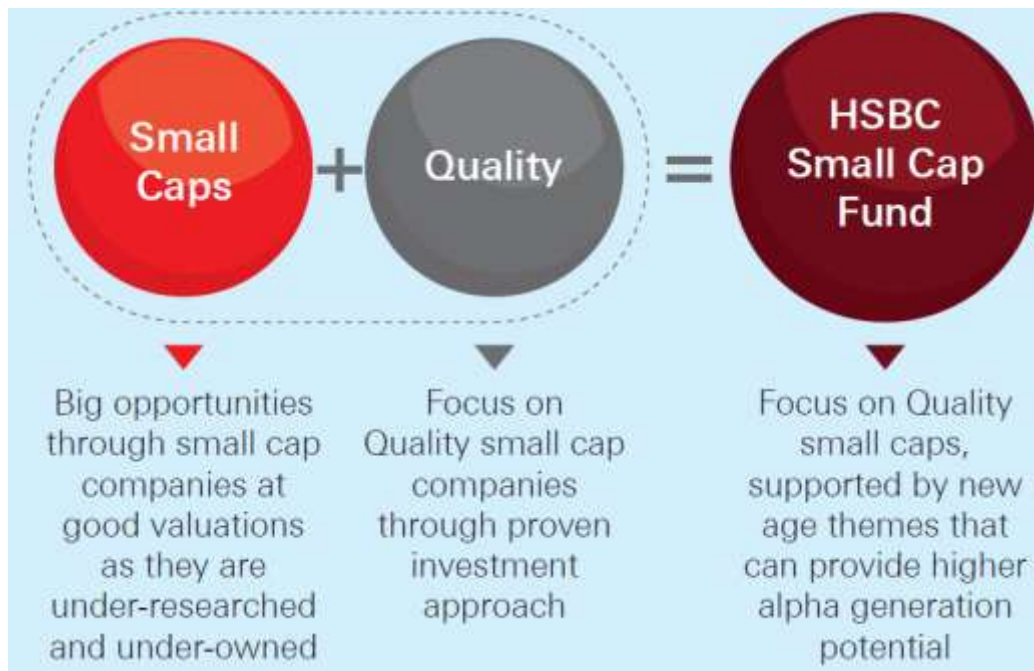 Small
Caps
+
Quality
=
HSBC
Small Cap
Fund
Big opportunities
through small cap
companies at
good valuations
as they are
under-researched
and under-owned
Focus on
Quality small cap
companies
through proven
investment
approach
Focus on Quality
small caps,
supported by new
age themes that
can provide higher
alpha generation
potential